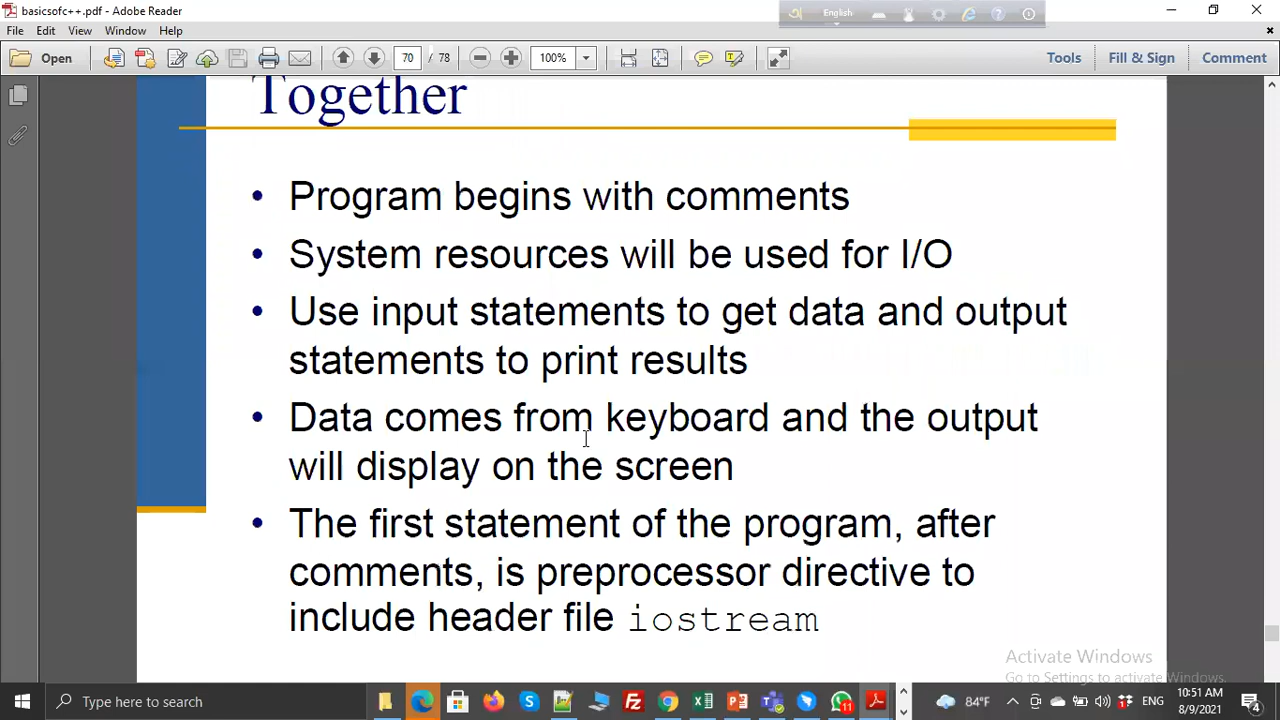 basicsofc++.pdf - Adobe Reader
English
File Edit View Window Help
Open 70 / 78 100% Tools Fill & Sign Comment
Together
• Program begins with comments
• System resources will be used for I/O
• Use input statements to get data and output
statements to print results
• Data comes from keyboard and the output
will display on the screen
• The first statement of the program, after
comments, is preprocessor directive to
include header file iostream
Activate Windows
Go to Settings to activate Windows.
Type here to search 11 84°F ENG 10:51 AM
8/9/2021 4